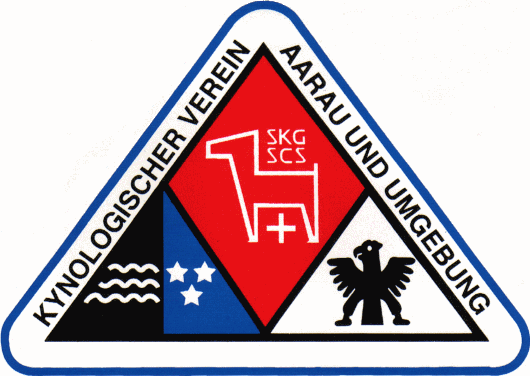 KYNOLOGISCHER VEREIN
AARAU UND UMGEBUNG
SKG
SCS